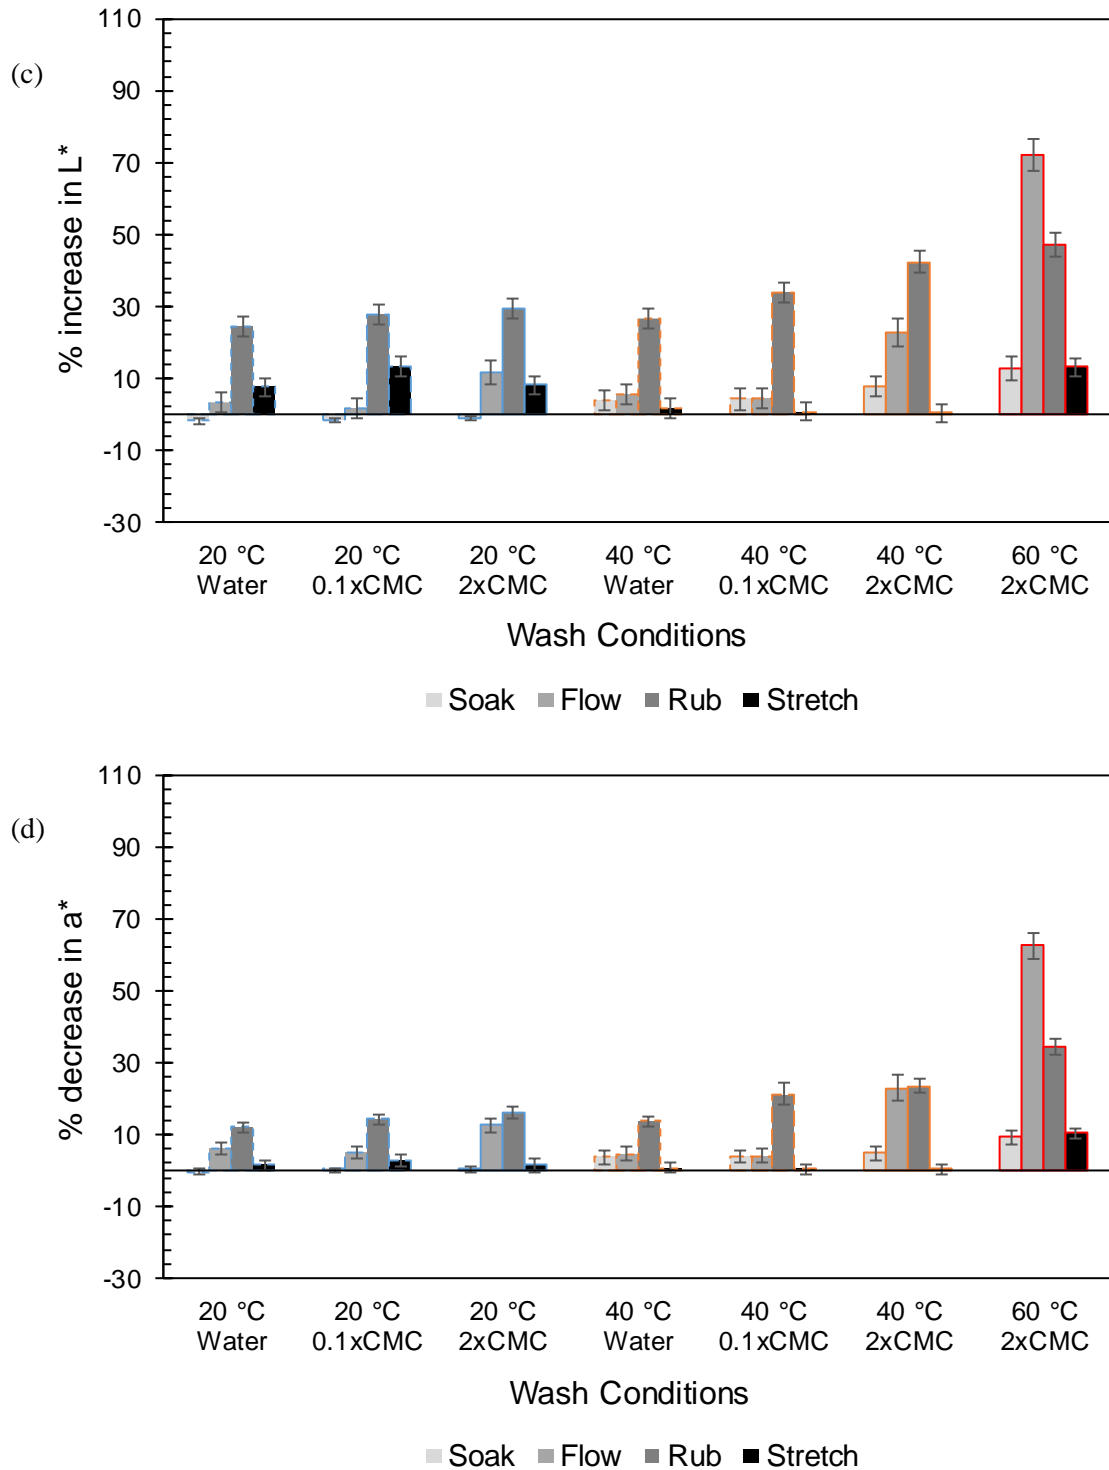 (c)
% increase in L*
110
90
70
50
30
10
-10
-30
20 °C 20 °C 20 °C 40 °C 40 °C 40 °C 60 °C
Water 0.1xCMC 2xCMC Water 0.1xCMC 2xCMC 2xCMC
Wash Conditions
Soak Flow Rub Stretch
(d)
% decrease in a*
110
90
70
50
30
10
-10
-30
20 °C 20 °C 20 °C 40 °C 40 °C 40 °C 60 °C
Water 0.1xCMC 2xCMC Water 0.1xCMC 2xCMC 2xCMC
Wash Conditions
Soak Flow Rub Stretch